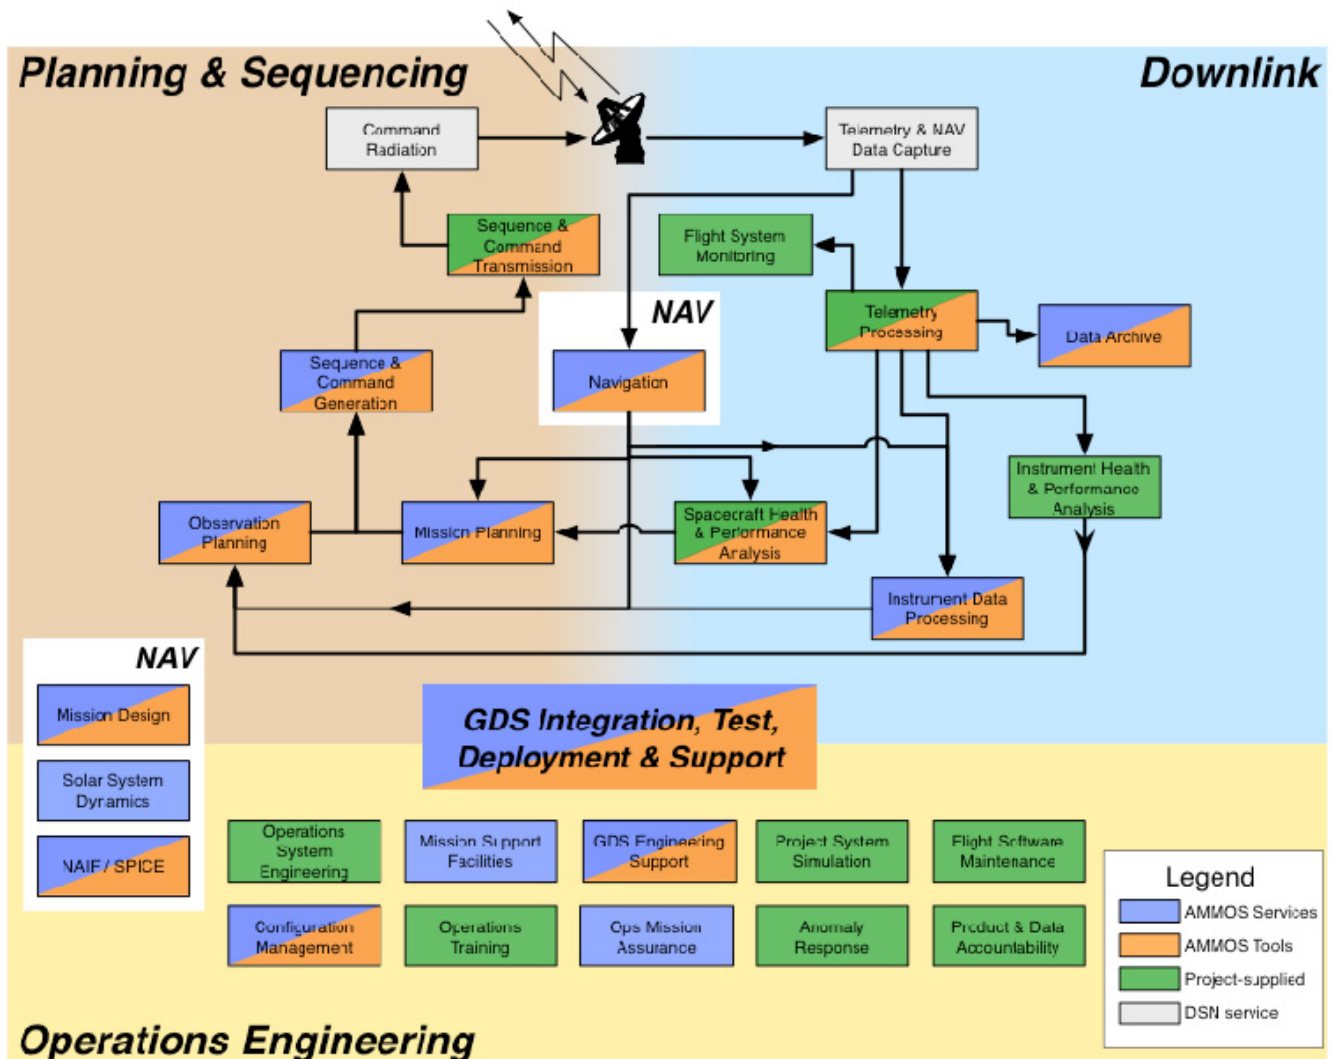 Planning & Sequencing
Downlink
Command
Radiation
Telemetry & NAV
Data Capture
Sequence &
Command
Transmission
Flight System
Monitoring
NAV
Telemetry
Processing
Data Archive
Sequence &
Command
Generation
Navigation
Instrument Health
& Performance
Analysis
Observation
Planning
Mission Planning
Spacecraft Health
& Performance
Analysis
Instrument Data
Processing
NAV
Mission Design
Solar System
Dynamics
NAIF / SPICE
GDS Integration, Test,
Deployment & Support
Operations
System
Engineering
Mission Support
Facilities
GDS Engineering
Support
Project System
Simulation
Flight Software
Maintenance
Configuration
Management
Operations
Training
Ops Mission
Assurance
Anomaly
Response
Product & Data
Accountability
Legend
AMMOS Services
AMMOS Tools
Project-supplied
DSN service
Operations Engineering